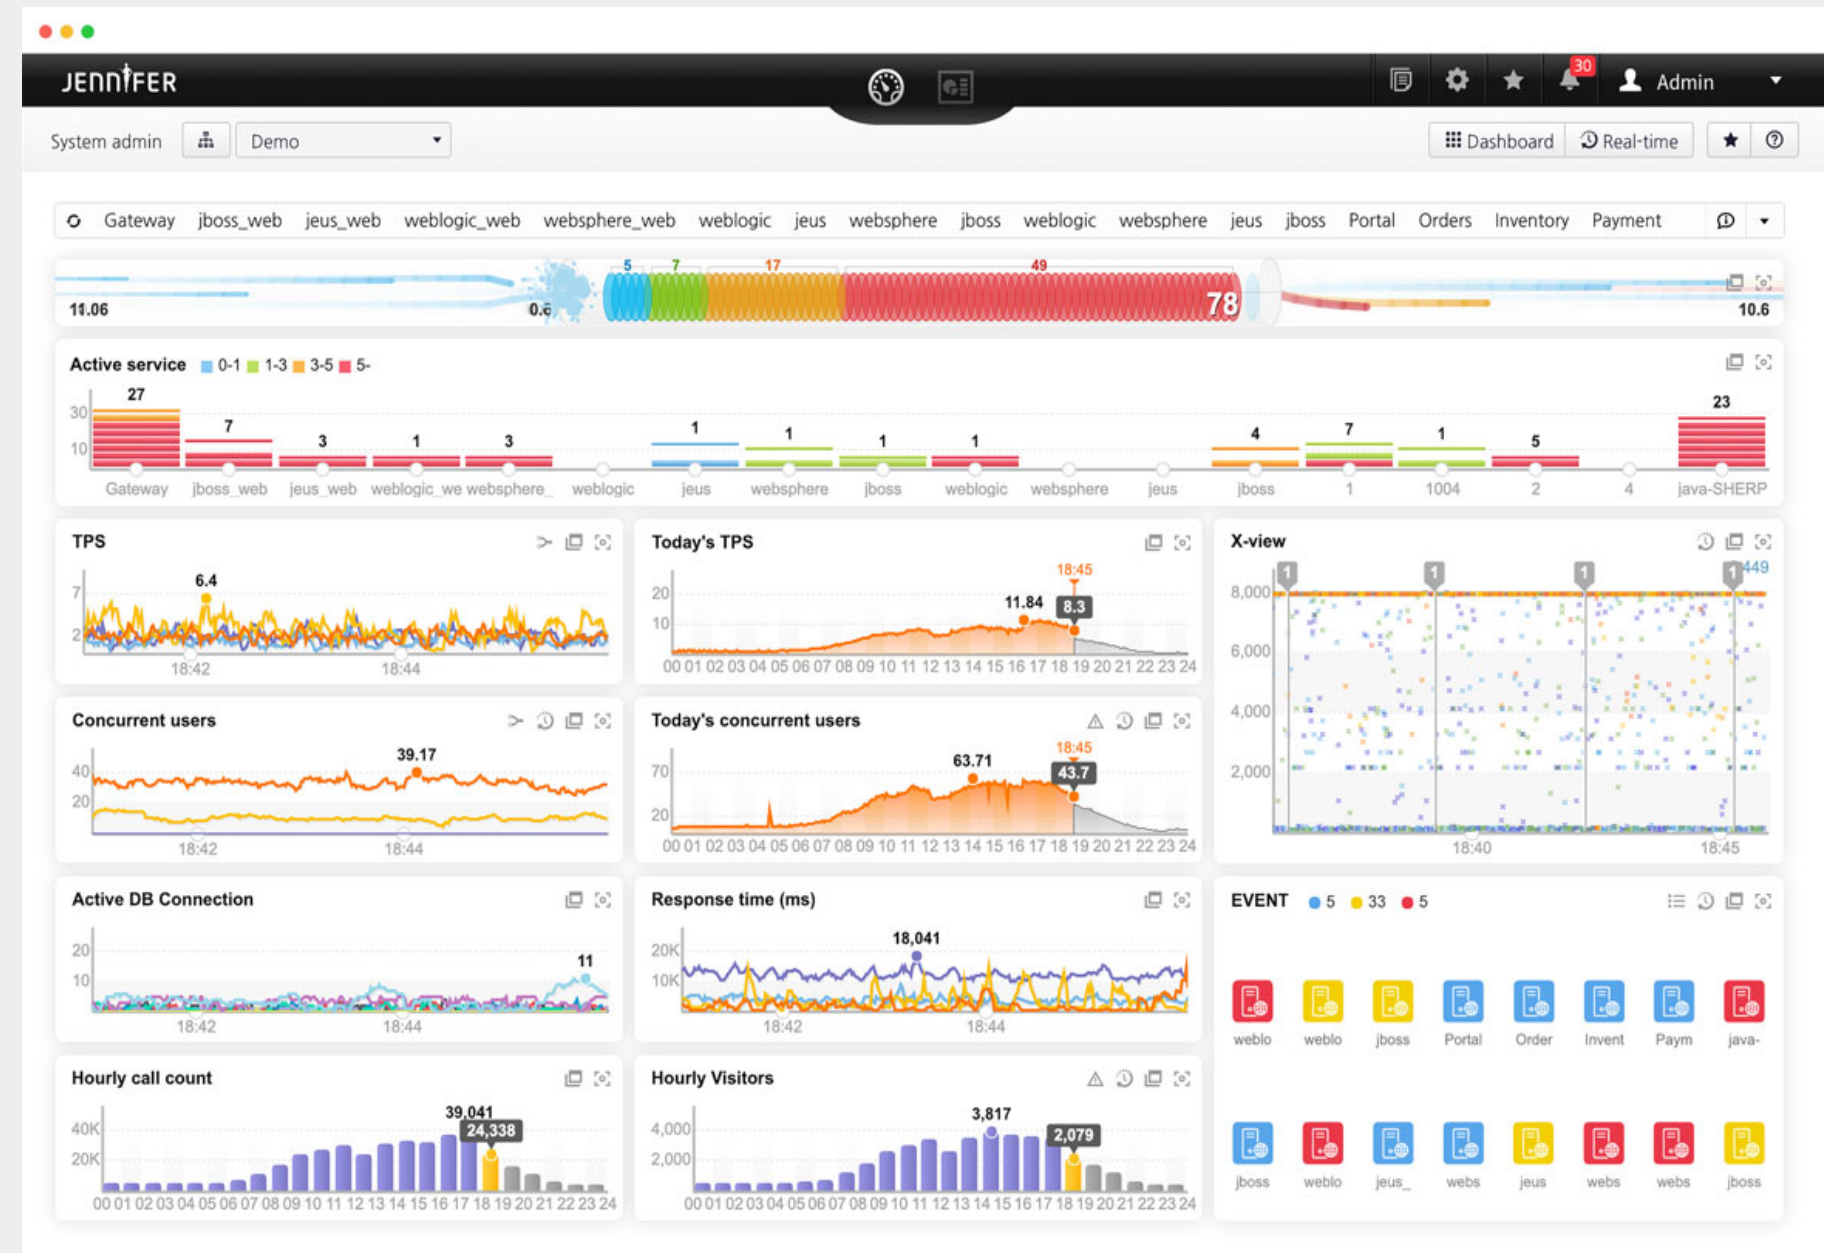 JENNIFER
30
Admin
System admin
Demo
Dashboard
Real-time
Gateway jboss_web jeus_web weblogic_web websphere_web weblogic jeus websphere jboss weblogic websphere jeus jboss Portal Orders Inventory Payment
5 7 17 49
78
11.06
10.6
Active service 0-1 1-3 3-5 5-
27 7 3 1 3 1 1 1 1 4 7 1 5 23
30
10
Gateway jboss_web jeus_web weblogic_we websphere_ weblogic jeus websphere jboss weblogic websphere jeus jboss 1 1004 2 4 java-SHERP
TPS
6.4
7
2
18:42 18:44
Today's TPS
18:45
11.84 8.3
20
10
00 01 02 03 04 05 06 07 08 09 10 11 12 13 14 15 16 17 18 19 20 21 22 23 24
X-view
1 1 1 1 449
8,000
6,000
4,000
2,000
18:40 18:45
Concurrent users
39.17
40
20
18:42 18:44
Today's concurrent users
18:45
63.71 43.7
70
20
00 01 02 03 04 05 06 07 08 09 10 11 12 13 14 15 16 17 18 19 20 21 22 23 24
Active DB Connection
11
20
10
18:42 18:44
Response time (ms)
18,041
20K
10K
18:42 18:44
EVENT 5 33 5
weblo weblo jboss Portal Order Invent Paym java-
jboss weblo jeus_ webs jeus webs webs jboss
Hourly call count
39,041
24,338
40K
20K
00 01 02 03 04 05 06 07 08 09 10 11 12 13 14 15 16 17 18 19 20 21 22 23 24
Hourly Visitors
3,817
2,079
4,000
2,000
00 01 02 03 04 05 06 07 08 09 10 11 12 13 14 15 16 17 18 19 20 21 22 23 24